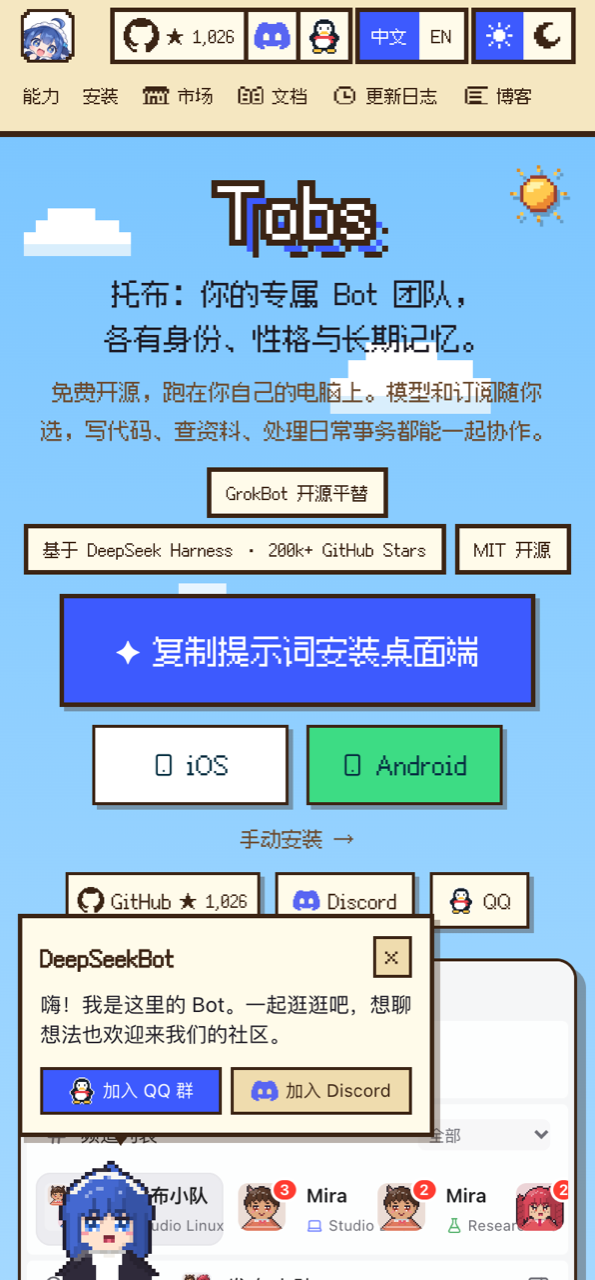 ★ 1,026
中文
EN
能力 安装 市场 文档 更新日志 博客
Tobs
托布：你的专属 Bot 团队，
各有身份、性格与长期记忆。
免费开源，跑在你自己的电脑上。模型和订阅随你
选，写代码、查资料、处理日常事务都能一起协作。
GrokBot 开源平替
基于 DeepSeek Harness · 200k+ GitHub Stars
MIT 开源
✦ 复制提示词安装桌面端
iOS
Android
手动安装 →
GitHub ★ 1,026
Discord
QQ
DeepSeekBot
×
嗨！我是这里的 Bot。一起逛逛吧，想聊
想法也欢迎来我们的社区。
加入 QQ 群
加入 Discord
全部
布小队
3
Mira
2
Mira
2
Linux
Studio